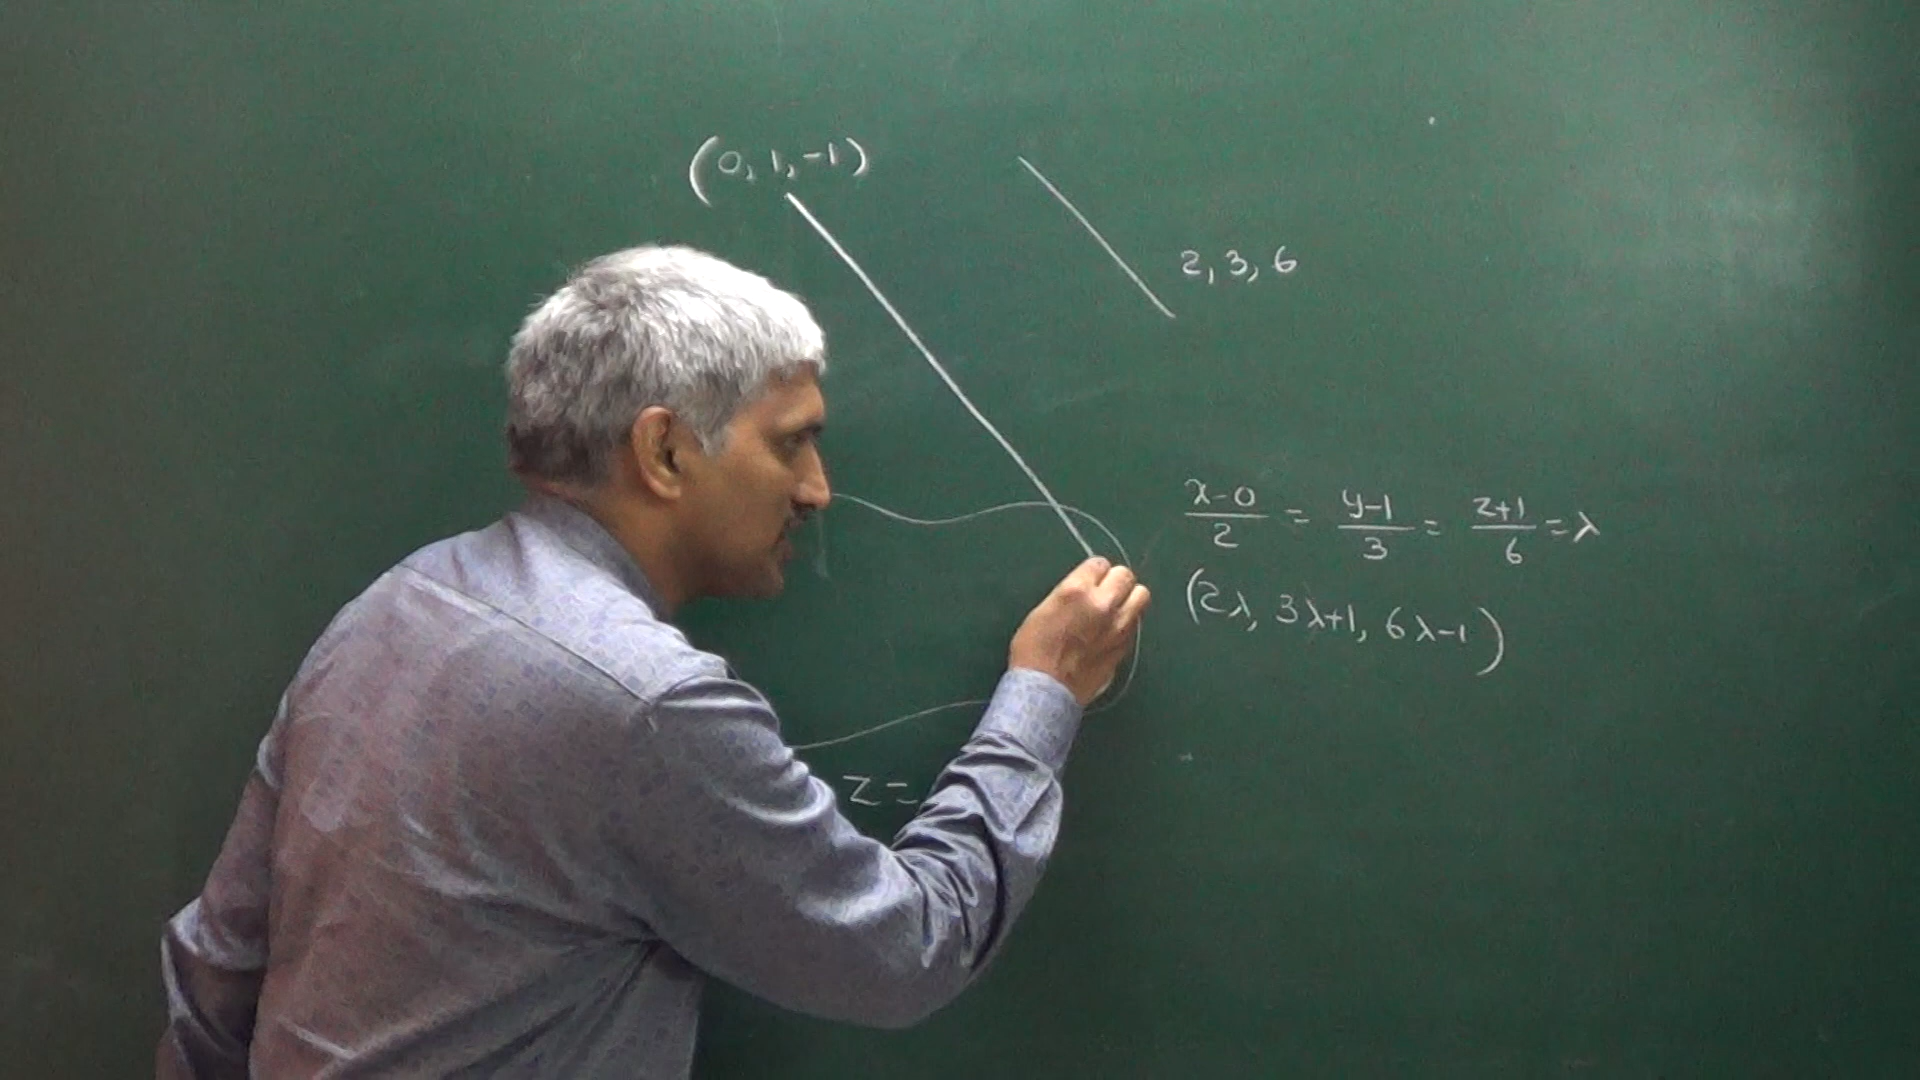 (0, 1, -1)
2, 3, 6
x-0/2 = y-1/3 = z+1/6 = λ
(2λ, 3λ+1, 6λ-1)
z=